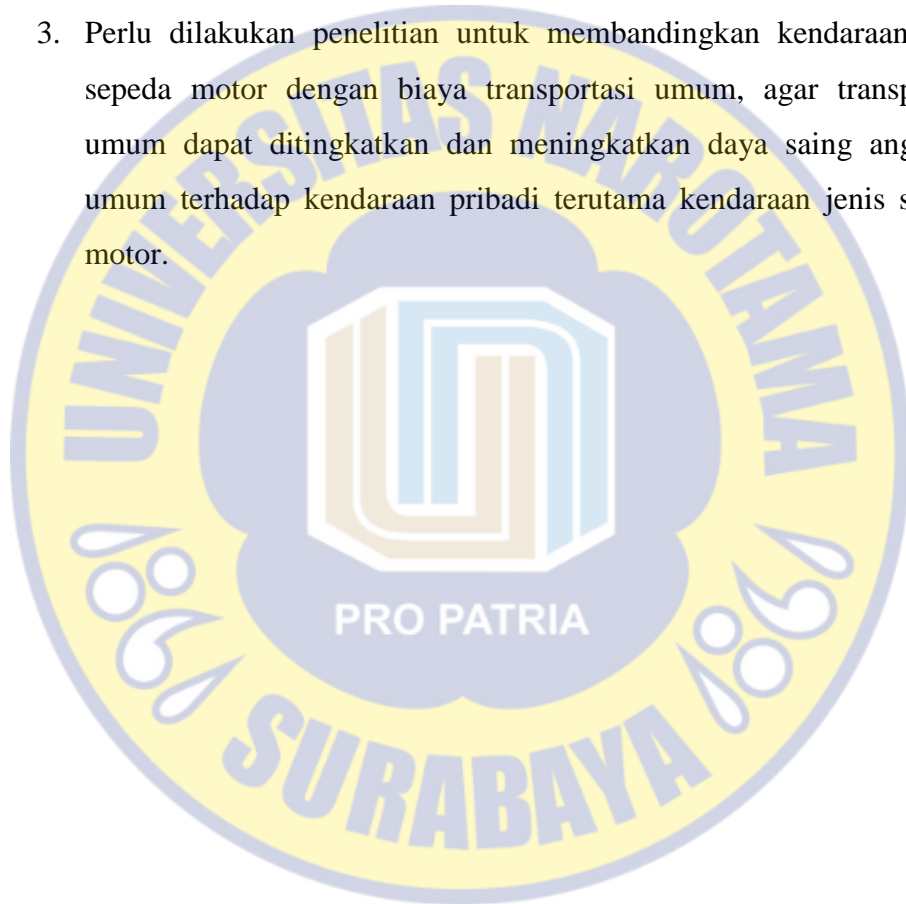 3. Perlu dilakukan penelitian untuk membandingkan kendaraan
sepeda motor dengan biaya transportasi umum, agar transp
umum dapat ditingkatkan dan meningkatkan daya saing ang
umum terhadap kendaraan pribadi terutama kendaraan jenis s
motor.
UNIVERSITAS NAROTAMA
PRO PATRIA
SURABAYA